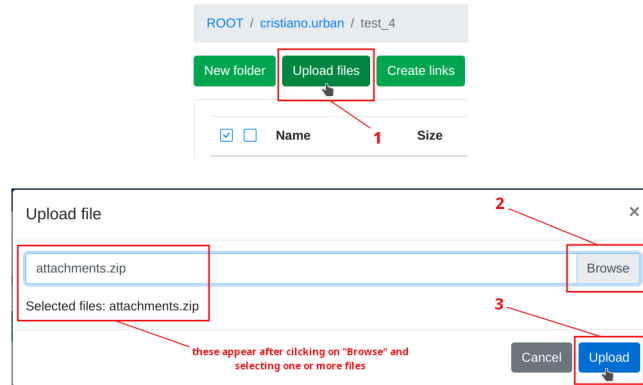 ROOT / cristiano.urban / test_4
New folder Upload files Create links
Name 1 Size
Upload file 2 ×
attachments.zip Browse
Selected files: attachments.zip
3
these appear after cilcking on "Browse" and
selecting one or more files
Cancel Upload